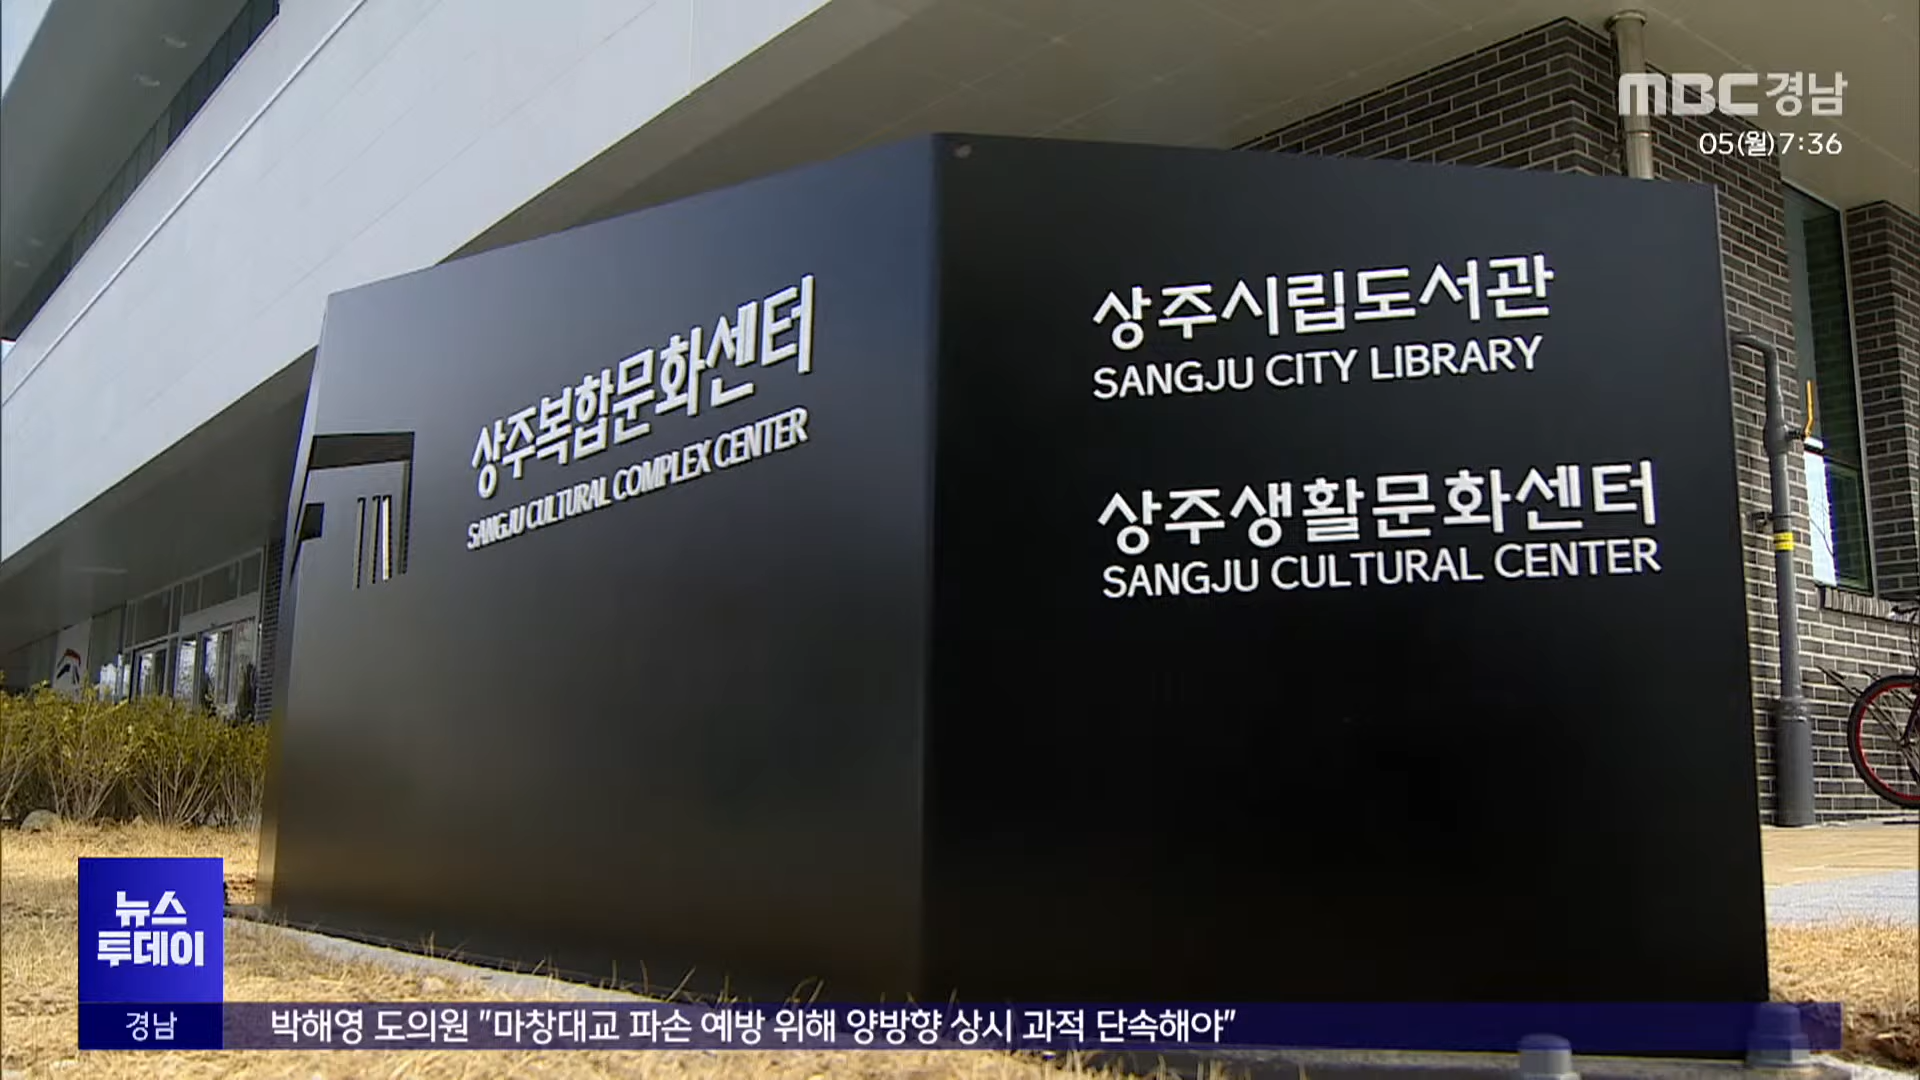 MBC경남
05(월)7:36
상주복합문화센터
SANGJU CULTURAL COMPLEX CENTER
상주시립도서관
SANGJU CITY LIBRARY
상주생활문화센터
SANGJU CULTURAL CENTER
뉴스
투데이
경남
박해영 도의원 "마창대교 파손 예방 위해 양방향 상시 과적 단속해야"